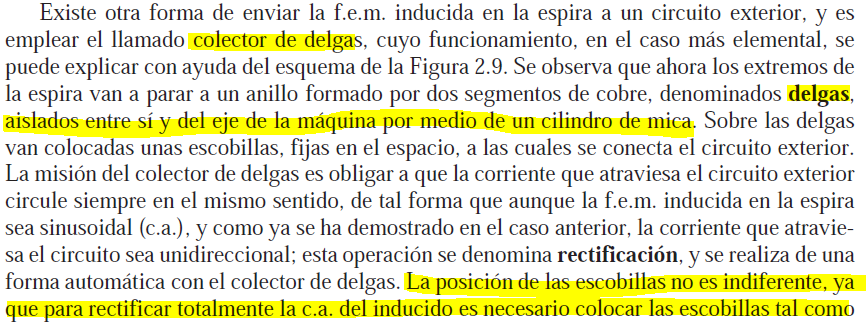 Existe otra forma de enviar la f.e.m. inducida en la espira a un circuito exterior, y es
emplear el llamado colector de delgas, cuyo funcionamiento, en el caso más elemental, se
puede explicar con ayuda del esquema de la Figura 2.9. Se observa que ahora los extremos de
la espira van a parar a un anillo formado por dos segmentos de cobre, denominados delgas,
aislados entre sí y del eje de la máquina por medio de un cilindro de mica. Sobre las delgas
van colocadas unas escobillas, fijas en el espacio, a las cuales se conecta el circuito exterior.
La misión del colector de delgas es obligar a que la corriente que atraviesa el circuito exterior
circule siempre en el mismo sentido, de tal forma que aunque la f.e.m. inducida en la espira
sea sinusoidal (c.a.), y como ya se ha demostrado en el caso anterior, la corriente que atravie-
sa el circuito sea unidireccional; esta operación se denomina rectificación, y se realiza de una
forma automática con el colector de delgas. La posición de las escobillas no es indiferente, ya
que para rectificar totalmente la c.a. del inducido es necesario colocar las escobillas tal como